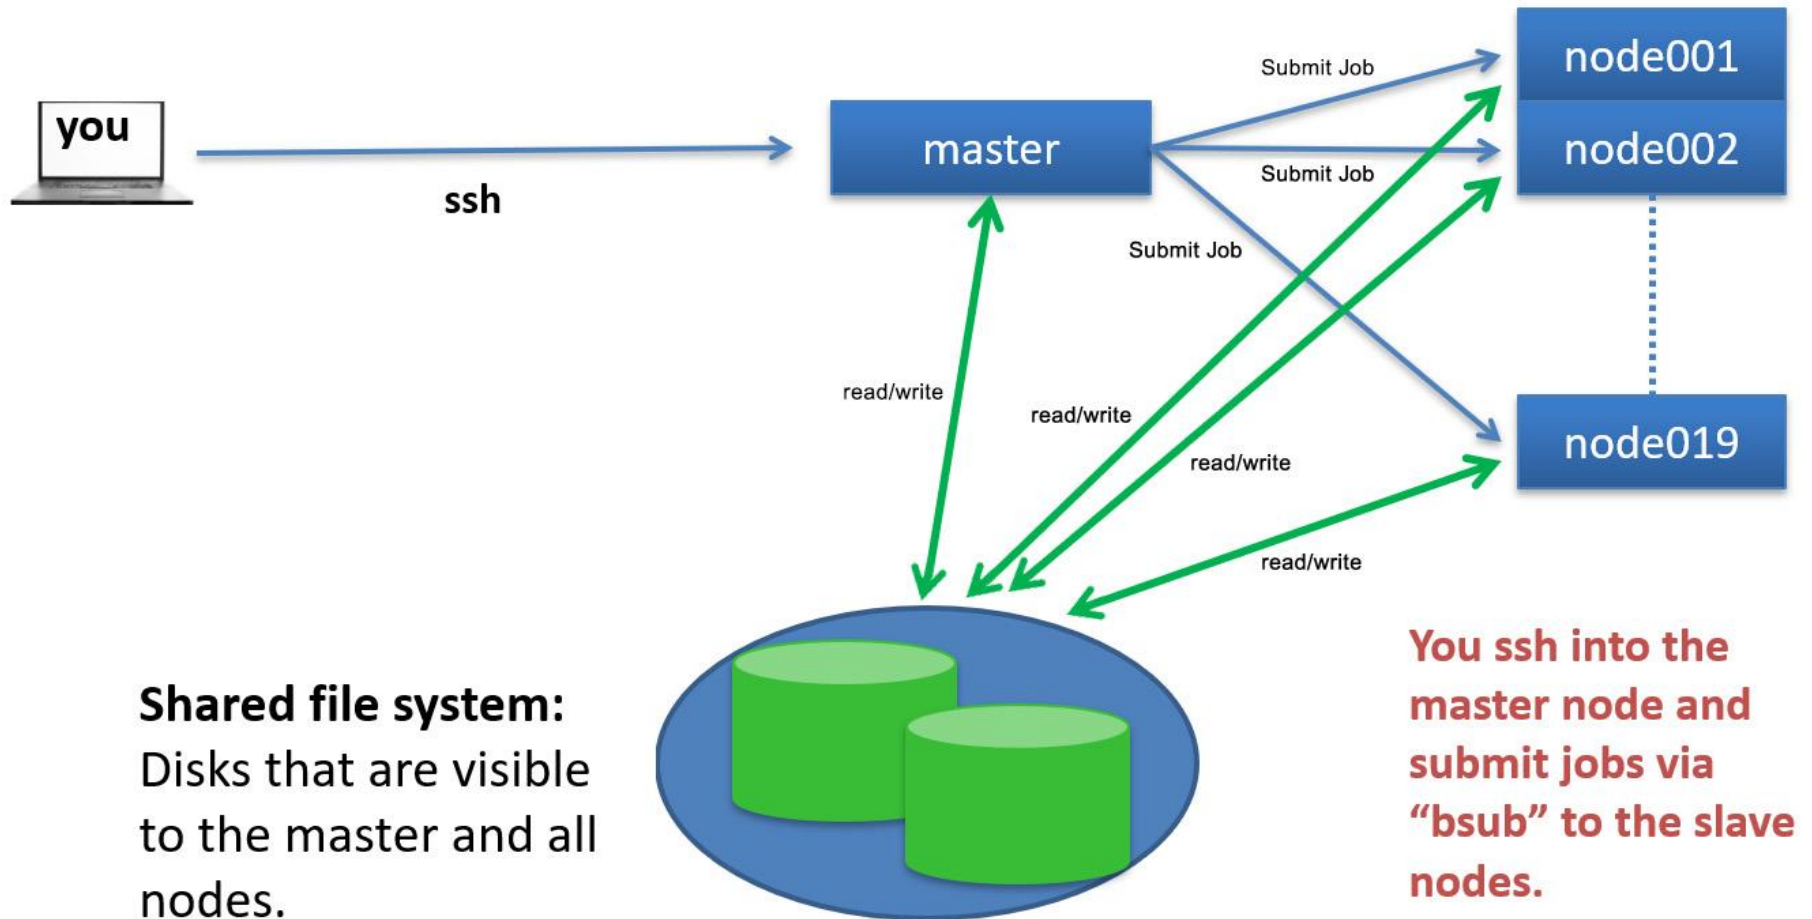 you
ssh
master
Submit Job
Submit Job
Submit Job
node001
node002
node019
read/write
read/write
read/write
read/write
Shared file system:
Disks that are visible
to the master and all
nodes.
You ssh into the
master node and
submit jobs via
“bsub” to the slave
nodes.